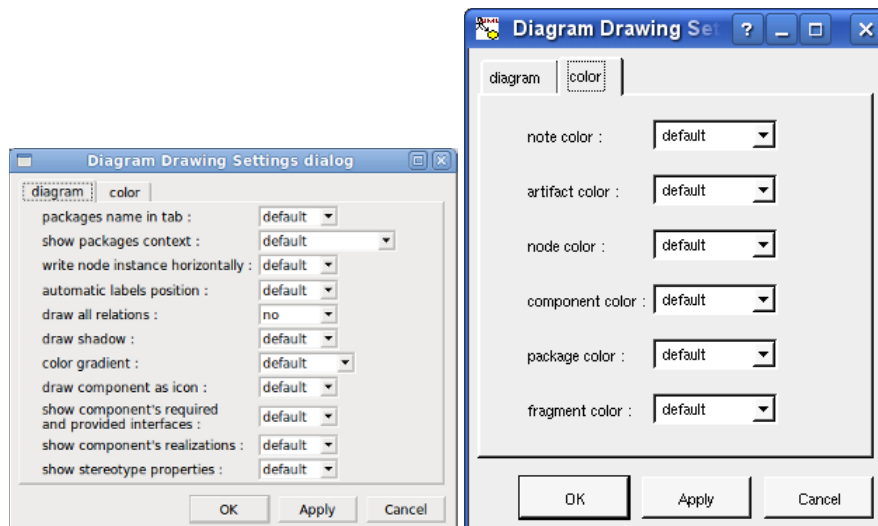 Diagram Drawing Settings dialog
diagram color
packages name in tab : default
show packages context : default
write node instance horizontally : default
automatic labels position : default
draw all relations : no
draw shadow : default
color gradient : default
draw component as icon : default
show component's required
and provided interfaces : default
show component's realizations : default
show stereotype properties : default
OK Apply Cancel
UML Diagram Drawing Set ?
diagram color
note color : default
artifact color : default
node color : default
component color : default
package color : default
fragment color : default
OK Apply Cancel